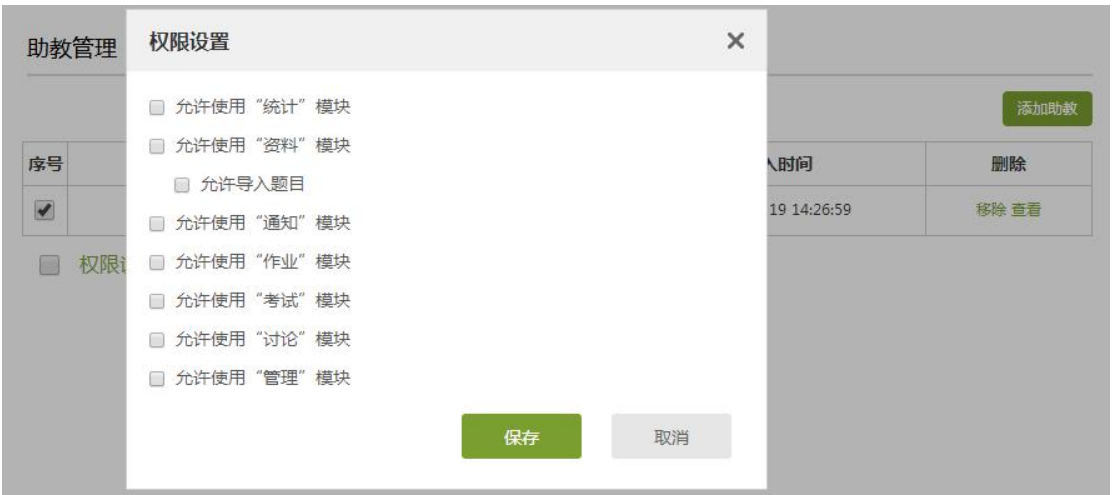 助教管理
权限设置
允许使用“统计”模块
添加助教
允许使用“资料”模块
序号 入时间 删除
允许导入题目
19 14:26:59 移除 查看
允许使用“通知”模块
权限设
允许使用“作业”模块
允许使用“考试”模块
允许使用“讨论”模块
允许使用“管理”模块
保存 取消